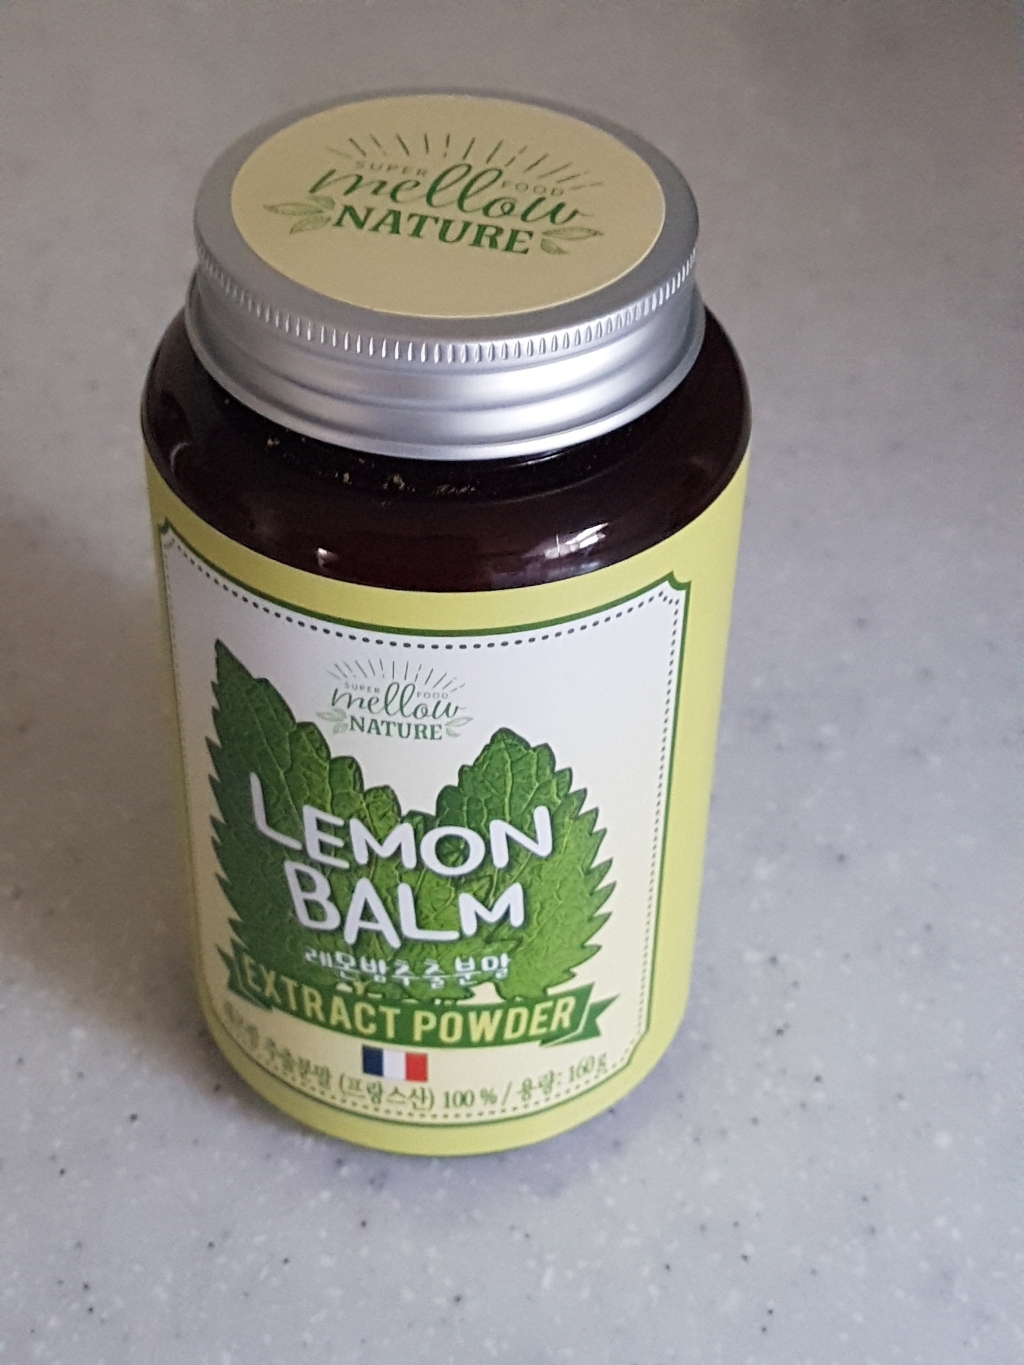 SUPER FOOD
mellow
NATURE
SUPER FOOD
mellow
NATURE
LEMON
BALM
레몬밤추출분말
EXTRACT POWDER
레몬밤 추출분말 (프랑스산) 100 % / 용량: 160g